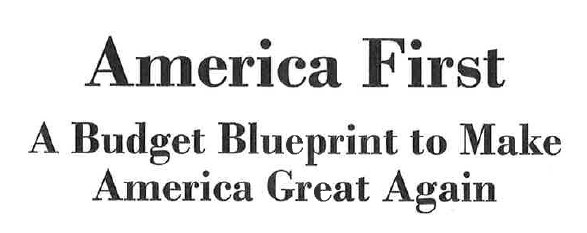 America First
A Budget Blueprint to Make
America Great Again